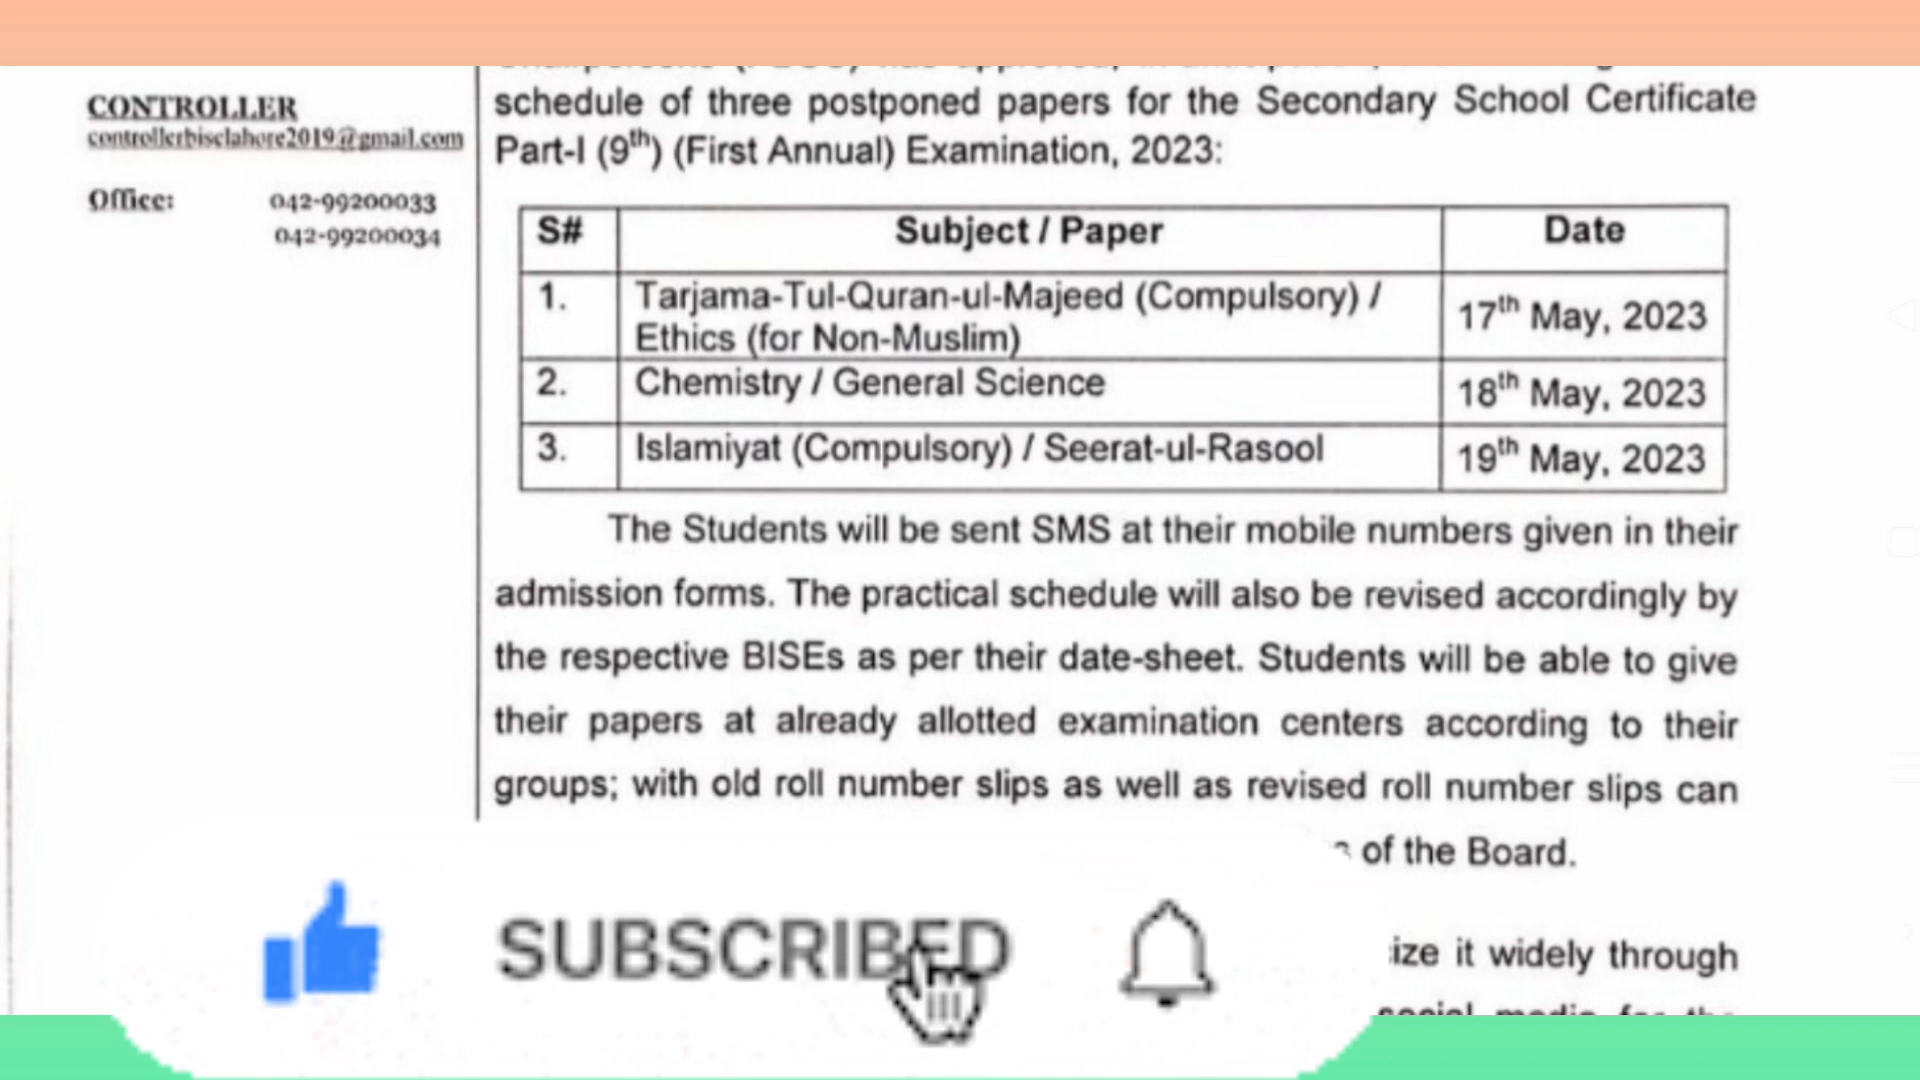 CONTROLLER
controllerbiselahore2019@gmail.com
Office: 042-99200033
042-99200034
schedule of three postponed papers for the Secondary School Certificate
Part-I (9th) (First Annual) Examination, 2023:
S# Subject / Paper Date
1. Tarjama-Tul-Quran-ul-Majeed (Compulsory) /
Ethics (for Non-Muslim) 17th May, 2023
2. Chemistry / General Science 18th May, 2023
3. Islamiyat (Compulsory) / Seerat-ul-Rasool 19th May, 2023
The Students will be sent SMS at their mobile numbers given in their
admission forms. The practical schedule will also be revised accordingly by
the respective BISEs as per their date-sheet. Students will be able to give
their papers at already allotted examination centers according to their
groups; with old roll number slips as well as revised roll number slips can
of the Board.
SUBSCRIBED
it widely through
social media for the